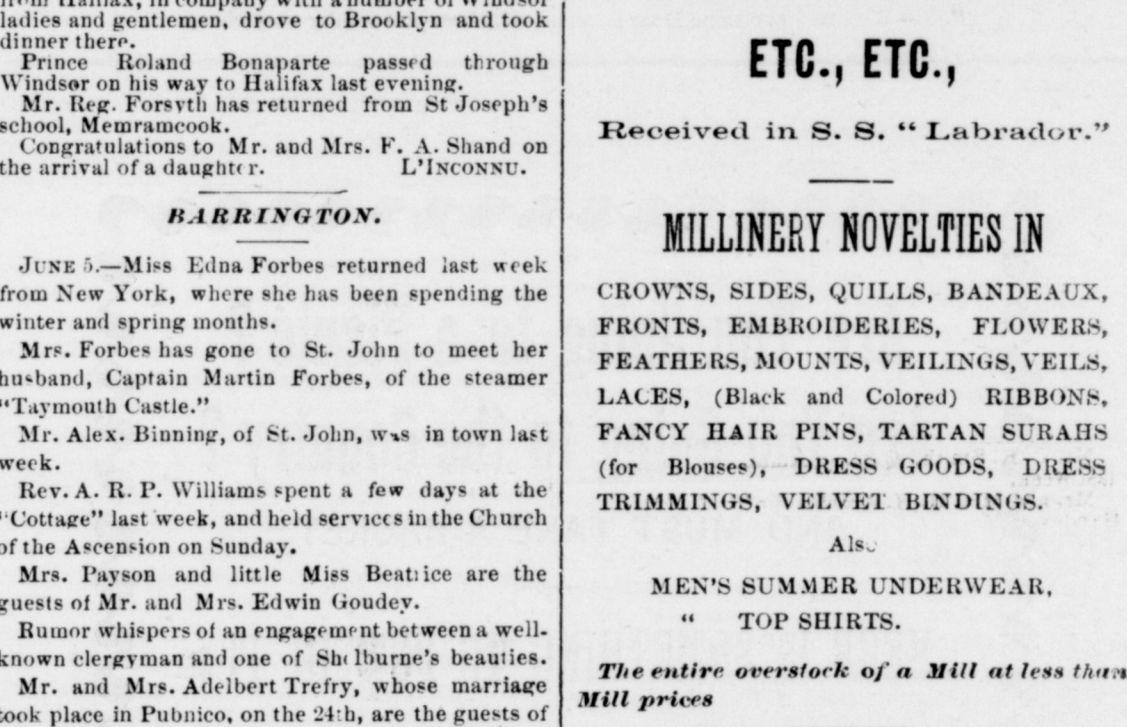 from Halifax, in company with a number of Windsor
ladies and gentlemen, drove to Brooklyn and took
dinner there.
Prince Roland Bonaparte passed through
Windsor on his way to Halifax last evening.
Mr. Reg. Forsyth has returned from St Joseph's
school, Memramcook.
Congratulations to Mr. and Mrs. F. A. Shand on
the arrival of a daughter. L'INCONNU.
BARRINGTON.
JUNE 5.—Miss Edna Forbes returned last week
from New York, where she has been spending the
winter and spring months.
Mrs. Forbes has gone to St. John to meet her
husband, Captain Martin Forbes, of the steamer
"Taymouth Castle."
Mr. Alex. Binning, of St. John, was in town last
week.
Rev. A. R. P. Williams spent a few days at the
"Cottage" last week, and held services in the Church
of the Ascension on Sunday.
Mrs. Payson and little Miss Beatrice are the
guests of Mr. and Mrs. Edwin Goudey.
Rumor whispers of an engagement between a well-
known clergyman and one of Shelburne's beauties.
Mr. and Mrs. Adelbert Trefry, whose marriage
took place in Pubnico, on the 24th, are the guests of
ETC., ETC.,
Received in S. S. "Labrador."
MILLINERY NOVELTIES IN
CROWNS, SIDES, QUILLS, BANDEAUX,
FRONTS, EMBROIDERIES, FLOWERS,
FEATHERS, MOUNTS, VEILINGS, VEILS,
LACES, (Black and Colored) RIBBONS,
FANCY HAIR PINS, TARTAN SURAHS
(for Blouses), DRESS GOODS, DRESS
TRIMMINGS, VELVET BINDINGS.
Also
MEN'S SUMMER UNDERWEAR,
" TOP SHIRTS.
The entire overstock of a Mill at less than
Mill prices